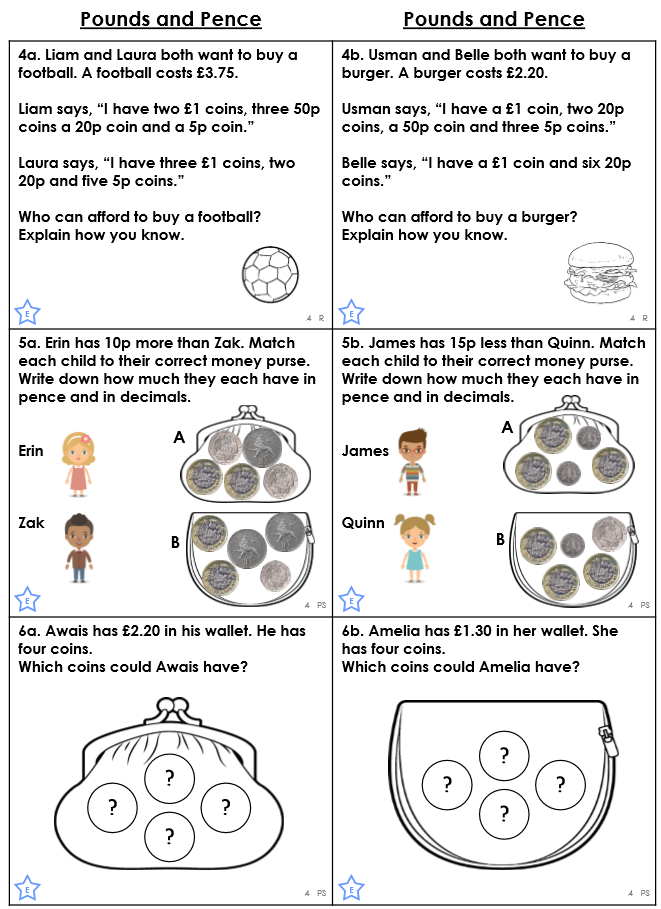 Pounds and Pence
4a. Liam and Laura both want to buy a
football. A football costs £3.75.
Liam says, “I have two £1 coins, three 50p
coins a 20p coin and a 5p coin.”
Laura says, “I have three £1 coins, two
20p and five 5p coins.”
Who can afford to buy a football?
Explain how you know.
E
4 R
Pounds and Pence
4b. Usman and Belle both want to buy a
burger. A burger costs £2.20.
Usman says, “I have a £1 coin, two 20p
coins, a 50p coin and three 5p coins.”
Belle says, “I have a £1 coin and six 20p
coins.”
Who can afford to buy a burger?
Explain how you know.
E
4 R
5a. Erin has 10p more than Zak. Match
each child to their correct money purse.
Write down how much they each have in
pence and in decimals.
Erin
A
Zak
B
E
4 PS
5b. James has 15p less than Quinn. Match
each child to their correct money purse.
Write down how much they each have in
pence and in decimals.
James
A
Quinn
B
E
4 PS
6a. Awais has £2.20 in his wallet. He has
four coins.
Which coins could Awais have?
?
? ?
?
E
4 PS
6b. Amelia has £1.30 in her wallet. She
has four coins.
Which coins could Amelia have?
?
? ?
?
E
4 PS